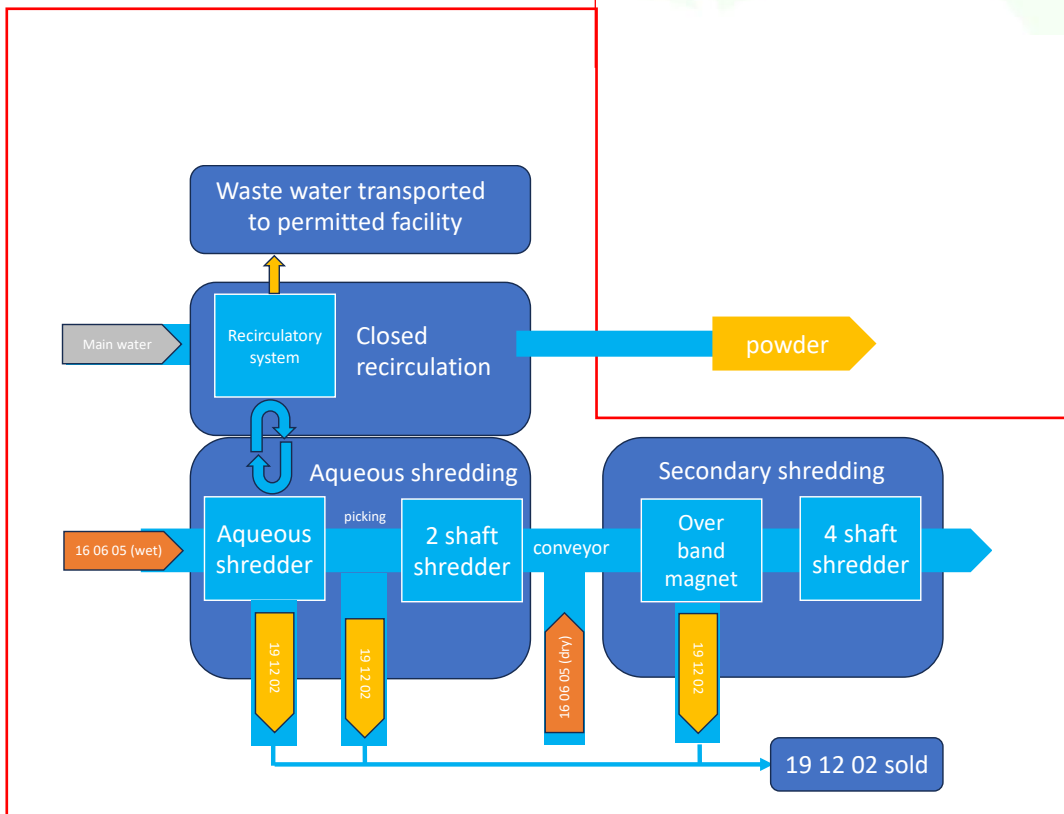 Waste water transported
to permitted facility
Main water
Recirculatory
system
Closed
recirculation
powder
Aqueous shredding
Secondary shredding
16 06 05 (wet)
Aqueous
shredder
picking
2 shaft
shredder
conveyor
Over
band
magnet
4 shaft
shredder
19 12 02
19 12 02
16 06 05 (dry)
19 12 02
19 12 02 sold